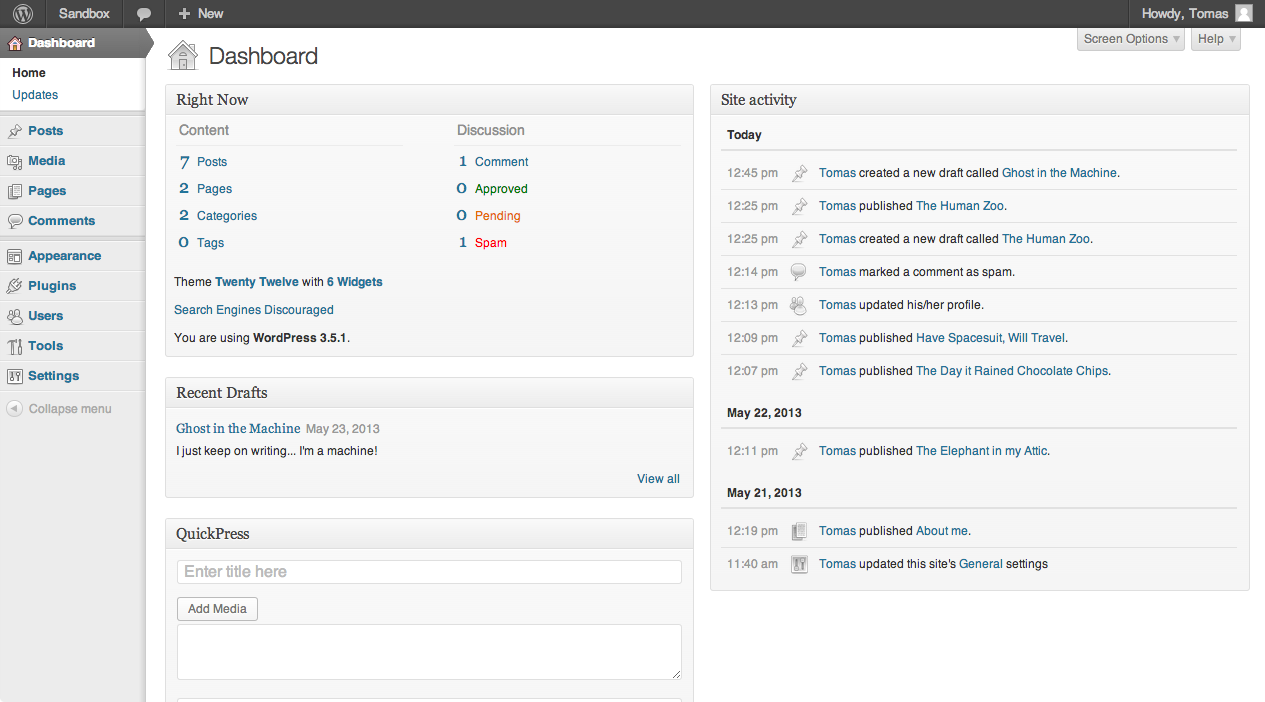 Sandbox
New
Howdy, Tomas
Dashboard
Home
Updates
Posts
Media
Pages
Comments
Appearance
Plugins
Users
Tools
Settings
Collapse menu
Screen Options
Help
Dashboard
Right Now
Content
7 Posts
2 Pages
2 Categories
0 Tags
Discussion
1 Comment
0 Approved
0 Pending
1 Spam
Theme Twenty Twelve with 6 Widgets
Search Engines Discouraged
You are using WordPress 3.5.1.
Recent Drafts
Ghost in the Machine May 23, 2013
I just keep on writing... I'm a machine!
View all
QuickPress
Enter title here
Add Media
Site activity
Today
12:45 pm Tomas created a new draft called Ghost in the Machine.
12:25 pm Tomas published The Human Zoo.
12:25 pm Tomas created a new draft called The Human Zoo.
12:14 pm Tomas marked a comment as spam.
12:13 pm Tomas updated his/her profile.
12:09 pm Tomas published Have Spacesuit, Will Travel.
12:07 pm Tomas published The Day it Rained Chocolate Chips.
May 22, 2013
12:11 pm Tomas published The Elephant in my Attic.
May 21, 2013
12:19 pm Tomas published About me.
11:40 am Tomas updated this site's General settings